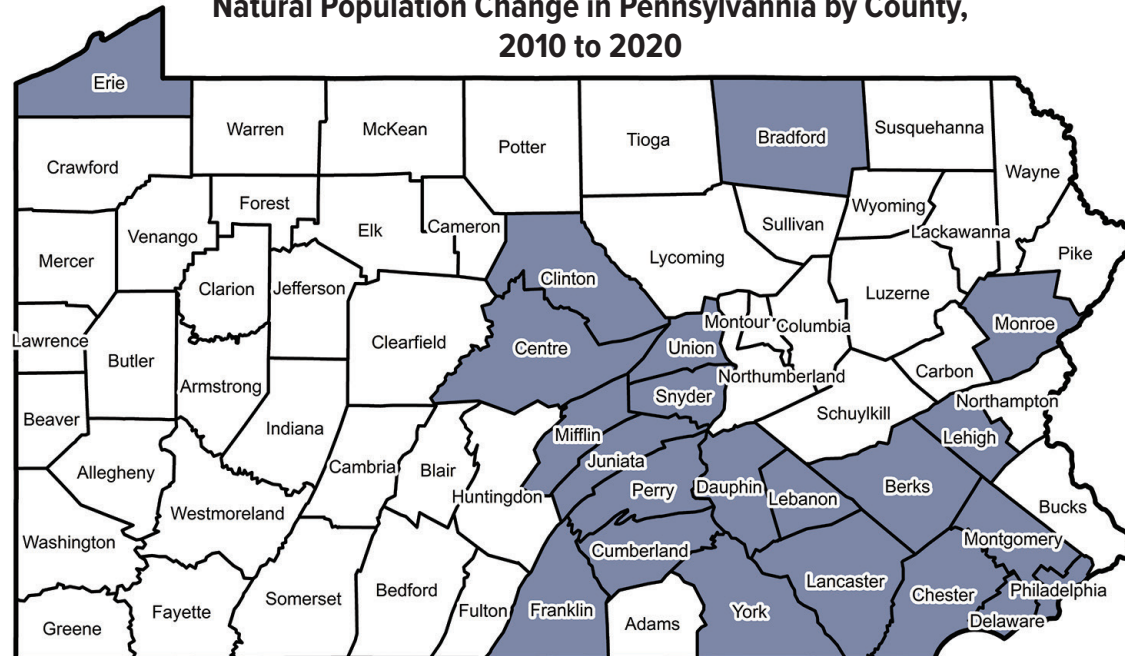 Natural Population Change in Pennsylvannia by County,
2010 to 2020
Erie
Warren
McKean
Potter
Tioga
Bradford
Susquehanna
Wayne
Crawford
Forest
Elk
Cameron
Sullivan
Wyoming
Lackawanna
Venango
Mercer
Clarion
Jefferson
Clinton
Lycoming
Luzerne
Pike
Monroe
Lawrence
Butler
Clearfield
Centre
Union
Montour
Columbia
Armstrong
Northumberland
Carbon
Snyder
Northampton
Beaver
Indiana
Schuylkill
Mifflin
Lehigh
Allegheny
Cambria
Blair
Juniata
Huntingdon
Perry
Dauphin
Lebanon
Berks
Bucks
Westmoreland
Washington
Cumberland
Montgomery
Lancaster
Chester
Philadelphia
Bedford
Somerset
Fulton
Franklin
York
Delaware
Fayette
Adams
Greene